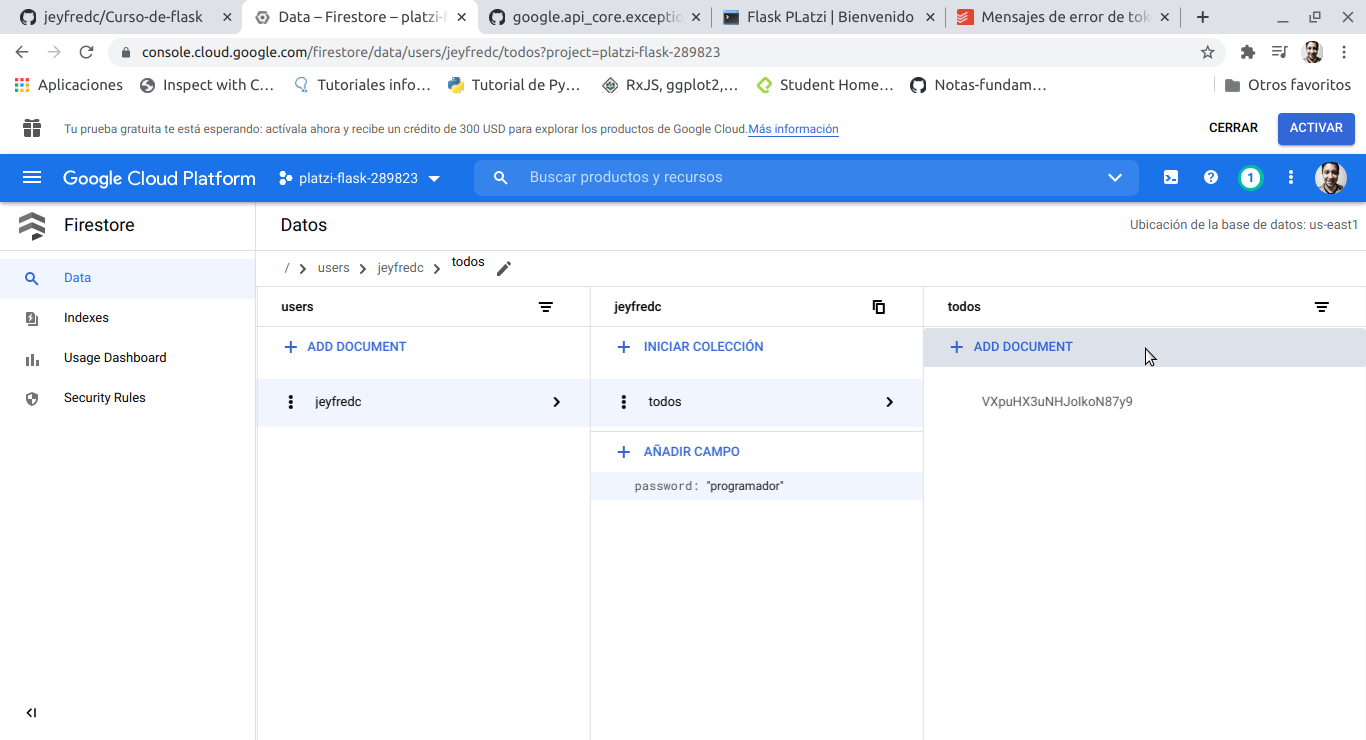 jeyfredc/Curso-de-flask
Data – Firestore – platzi-f
google.api_core.exceptio
Flask PLatzi | Bienvenido
Mensajes de error de tok
console.cloud.google.com/firestore/data/users/jeyfredc/todos?project=platzi-flask-289823
Aplicaciones
Inspect with C...
Tutoriales info...
Tutorial de Py...
RxJS, ggplot2,...
Student Home...
Notas-fundam...
Otros favoritos
Tu prueba gratuita te está esperando: actívala ahora y recibe un crédito de 300 USD para explorar los productos de Google Cloud.Más información
CERRAR
ACTIVAR
Google Cloud Platform
platzi-flask-289823
Buscar productos y recursos
1
Firestore
Datos
Ubicación de la base de datos: us-east1
Data
Indexes
Usage Dashboard
Security Rules
/ users jeyfredc todos
users
jeyfredc
todos
ADD DOCUMENT
INICIAR COLECCIÓN
ADD DOCUMENT
jeyfredc
todos
VXpuHX3uNHJoIkoN87y9
AÑADIR CAMPO
password: "programador"